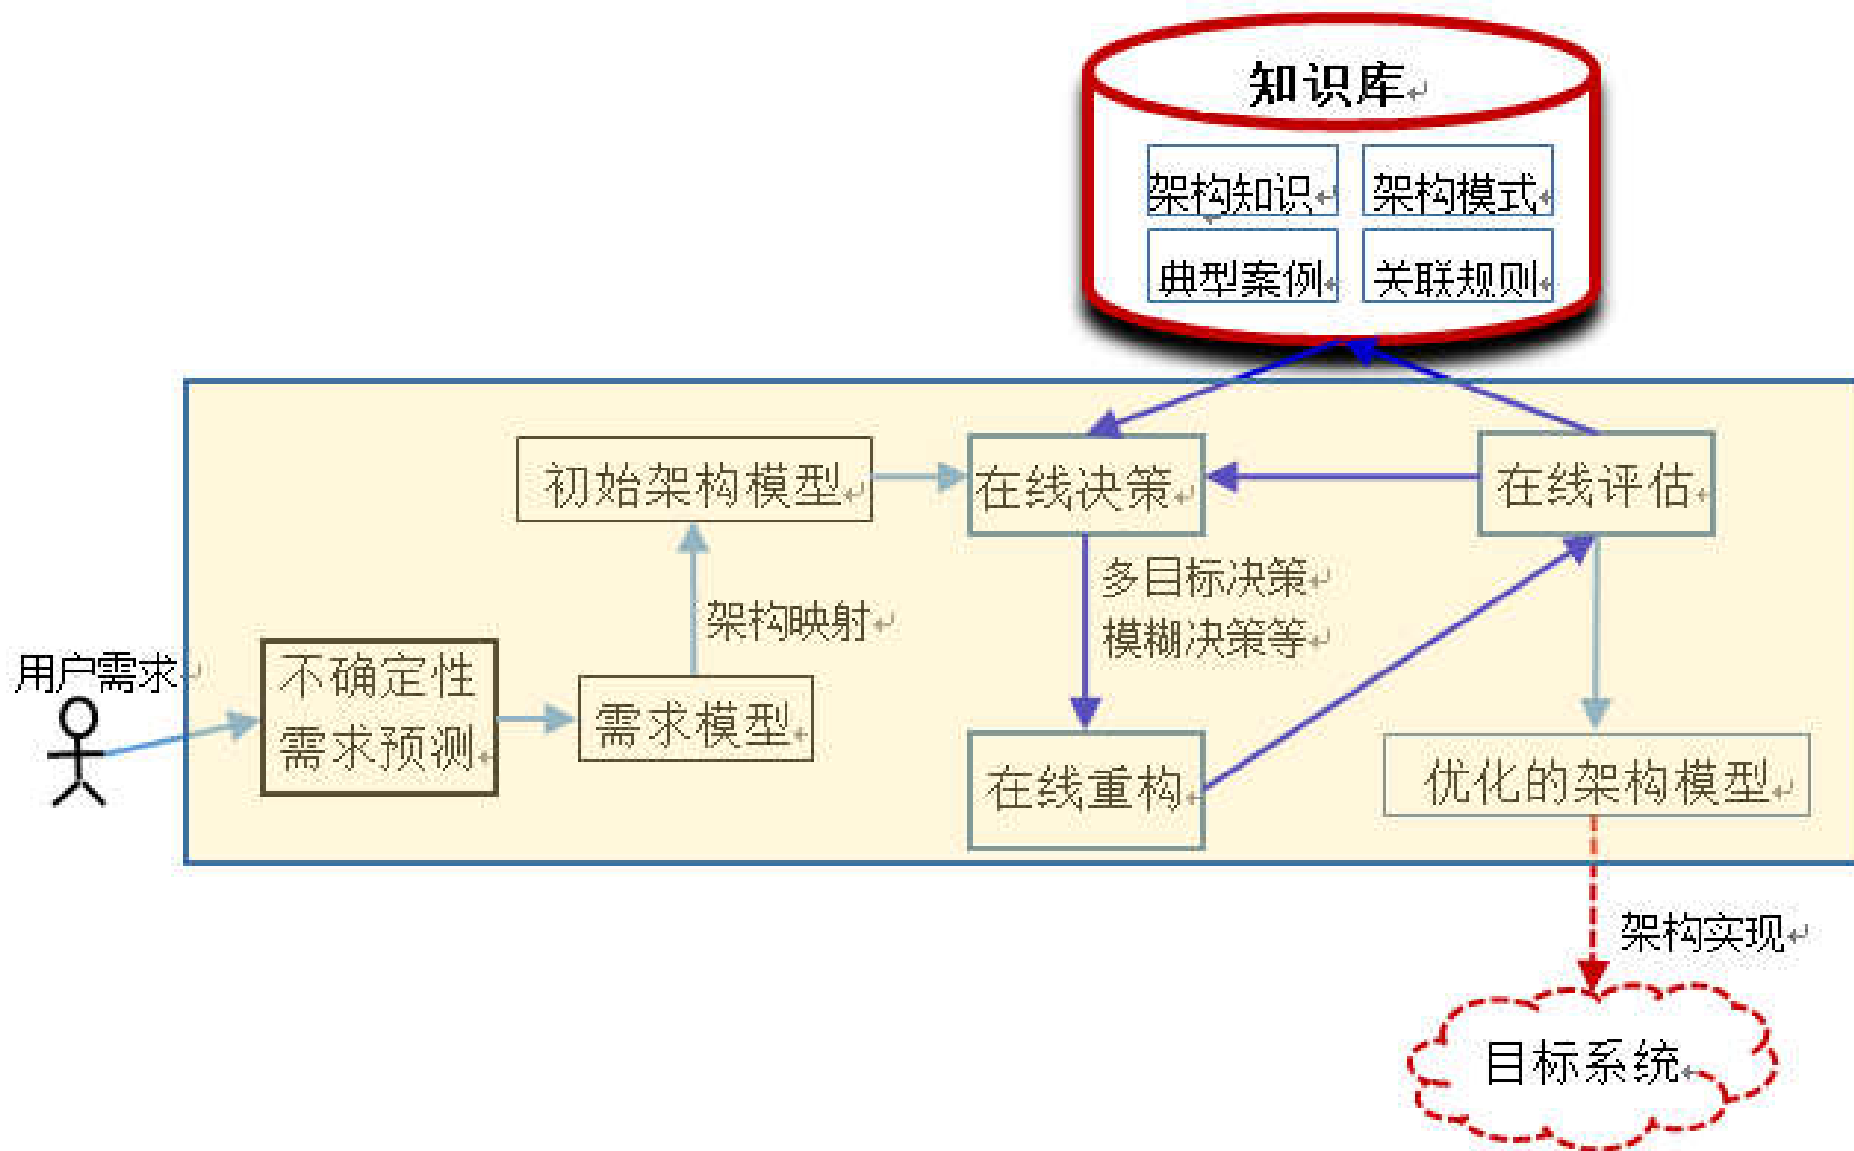 知识库
架构知识
架构模式
典型案例
关联规则
初始架构模型
在线决策
在线评估
多目标决策
模糊决策等
架构映射
用户需求
不确定性
需求预测
需求模型
在线重构
优化的架构模型
架构实现
目标系统